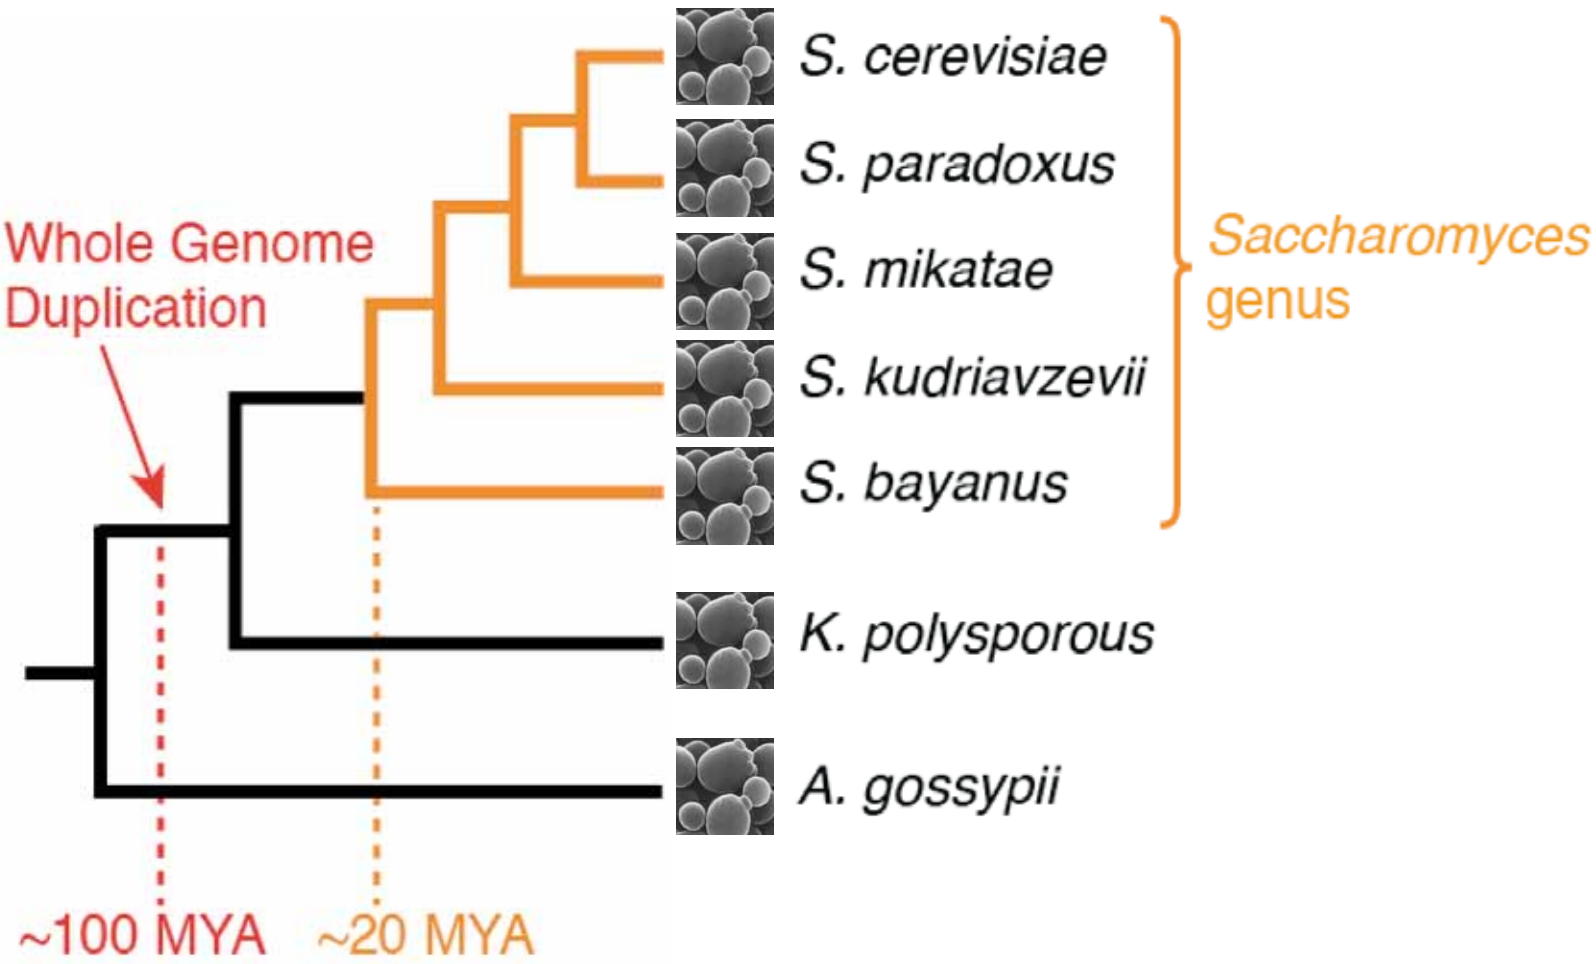 S. cerevisiae
S. paradoxus
S. mikatae
S. kudriavzevii
S. bayanus
K. polysporous
A. gossypii
Saccharomyces
genus
Whole Genome
Duplication
~100 MYA
~20 MYA